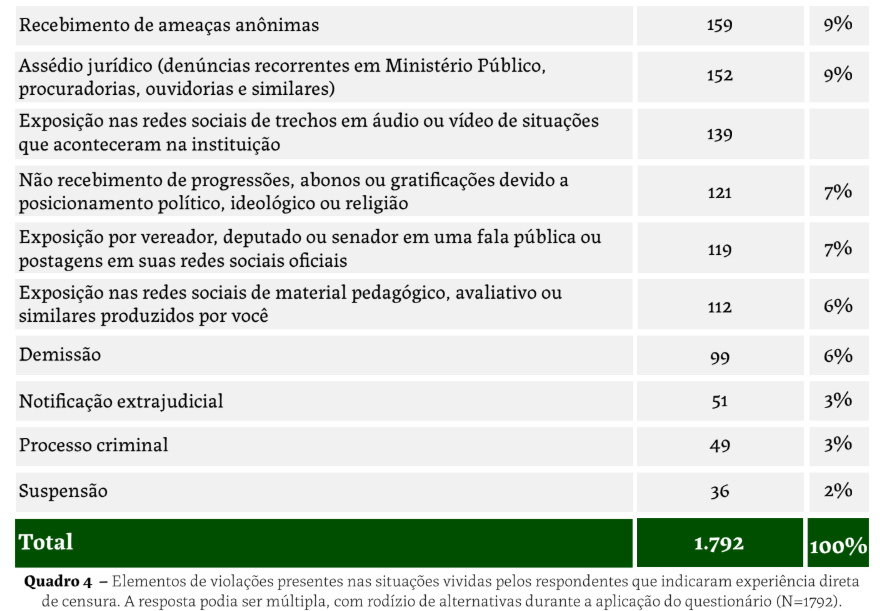 Recebimento de ameaças anônimas 159 9%
Assédio jurídico (denúncias recorrentes em Ministério Público,
procuradorias, ouvidorias e similares) 152 9%
Exposição nas redes sociais de trechos em áudio ou vídeo de situações
que aconteceram na instituição 139
Não recebimento de progressões, abonos ou gratificações devido a
posicionamento político, ideológico ou religião 121 7%
Exposição por vereador, deputado ou senador em uma fala pública ou
postagens em suas redes sociais oficiais 119 7%
Exposição nas redes sociais de material pedagógico, avaliativo ou
similares produzidos por você 112 6%
Demissão 99 6%
Notificação extrajudicial 51 3%
Processo criminal 49 3%
Suspensão 36 2%
Total 1.792 100%
Quadro 4 – Elementos de violações presentes nas situações vividas pelos respondentes que indicaram experiência direta
de censura. A resposta podia ser múltipla, com rodízio de alternativas durante a aplicação do questionário (N=1792).